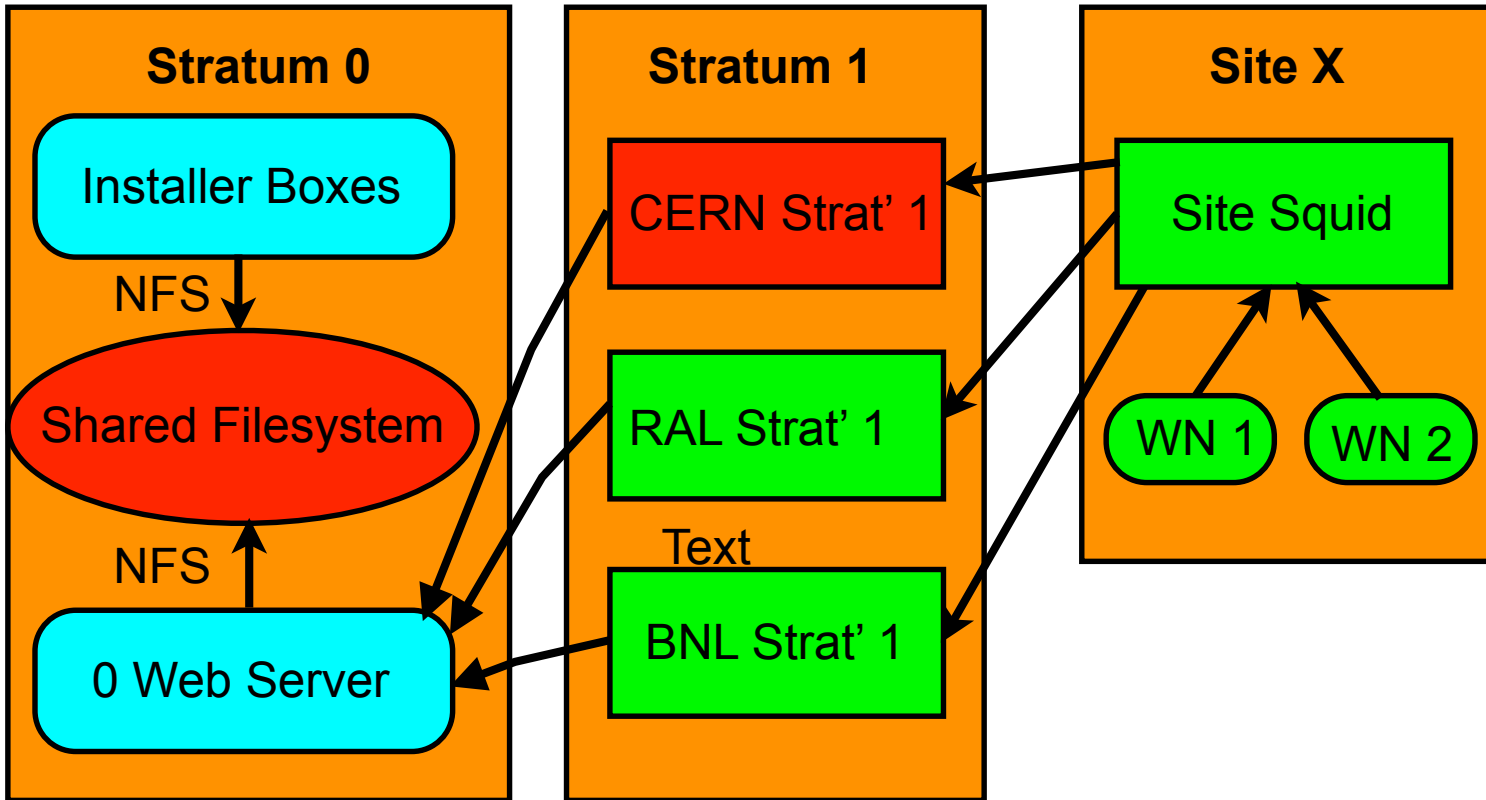 Stratum 0
Installer Boxes
NFS
Shared Filesystem
NFS
0 Web Server
Stratum 1
CERN Strat’ 1
RAL Strat’ 1
Text
BNL Strat’ 1
Site X
Site Squid
WN 1
WN 2